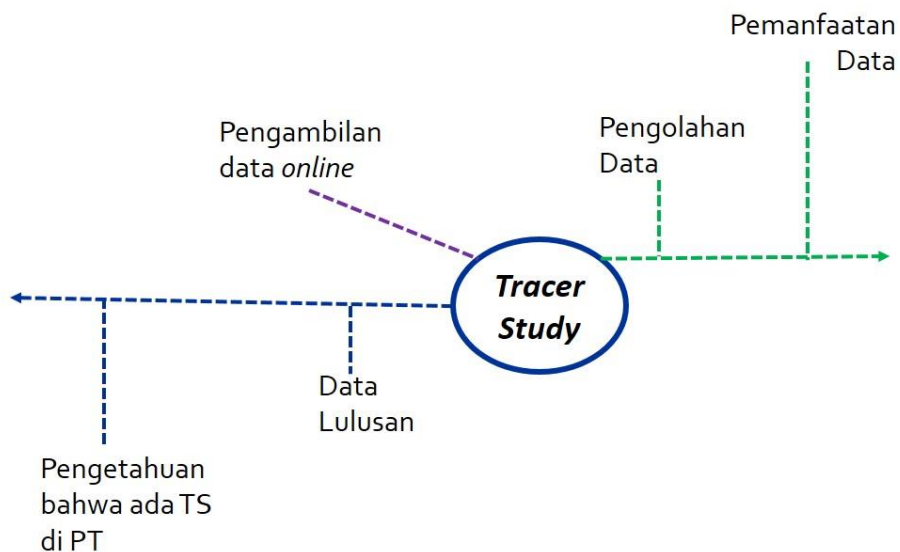 Pemanfaatan
Data
Pengambilan
data online
Pengolahan
Data
Tracer
Study
Data
Lulusan
Pengetahuan
bahwa ada TS
di PT